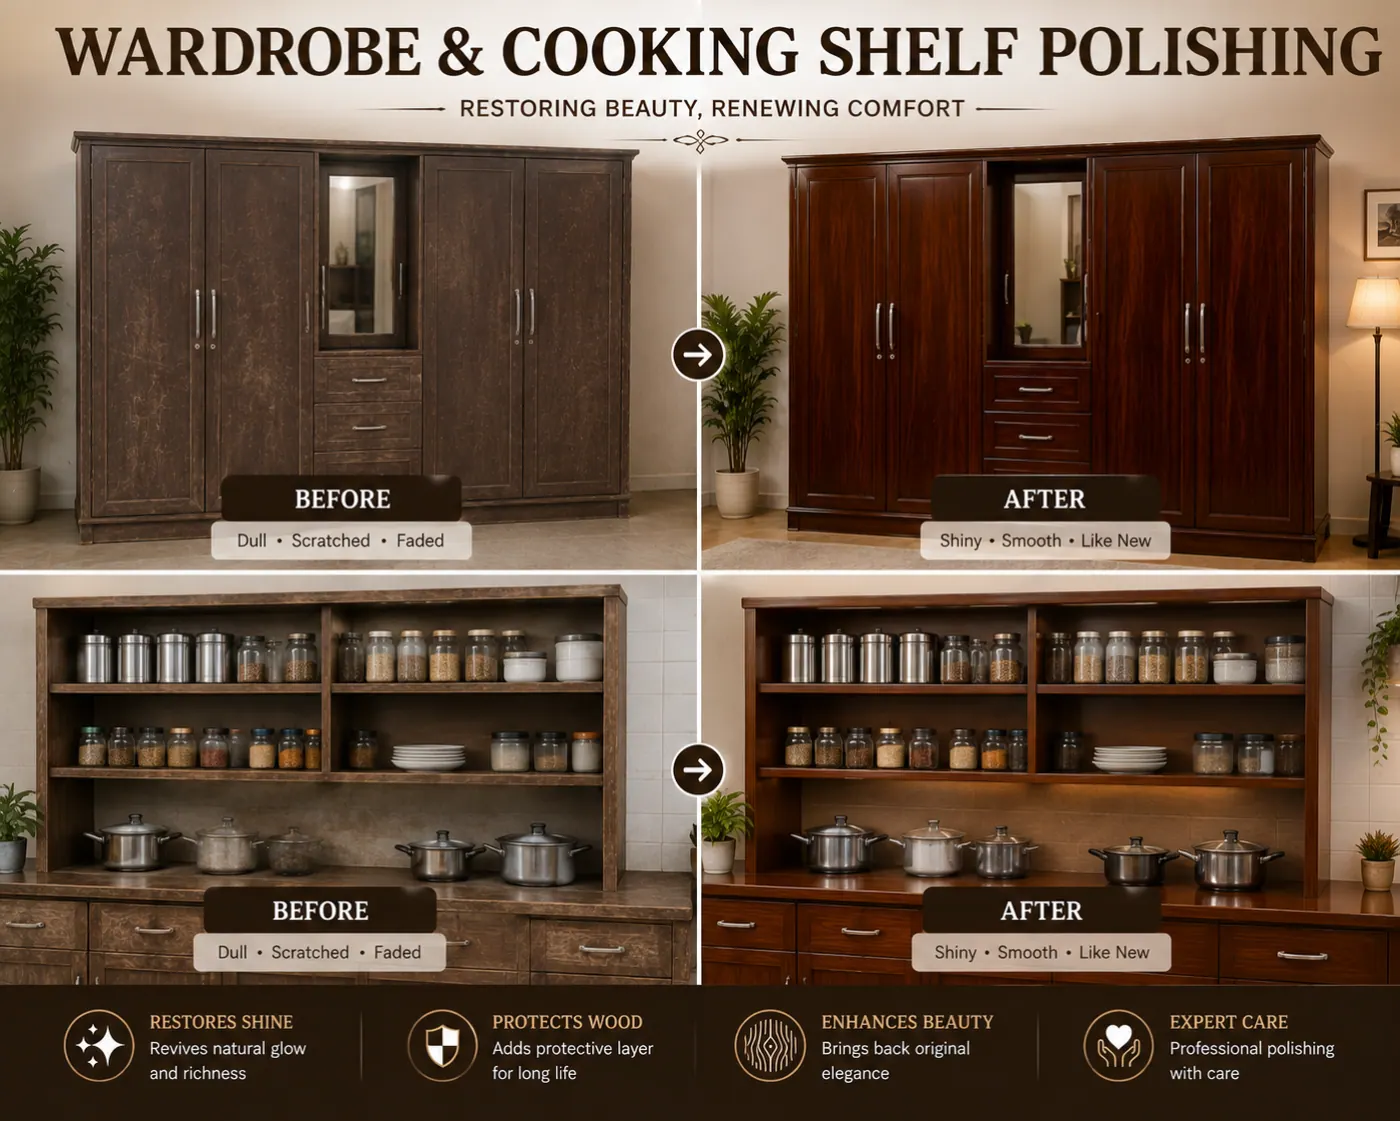 WARDROBE & COOKING SHELF POLISHING
RESTORING BEAUTY, RENEWING COMFORT
BEFORE
Dull • Scratched • Faded
AFTER
Shiny • Smooth • Like New
BEFORE
Dull • Scratched • Faded
AFTER
Shiny • Smooth • Like New
RESTORES SHINE
Revives natural glow
and richness
PROTECTS WOOD
Adds protective layer
for long life
ENHANCES BEAUTY
Brings back original
elegance
EXPERT CARE
Professional polishing
with care